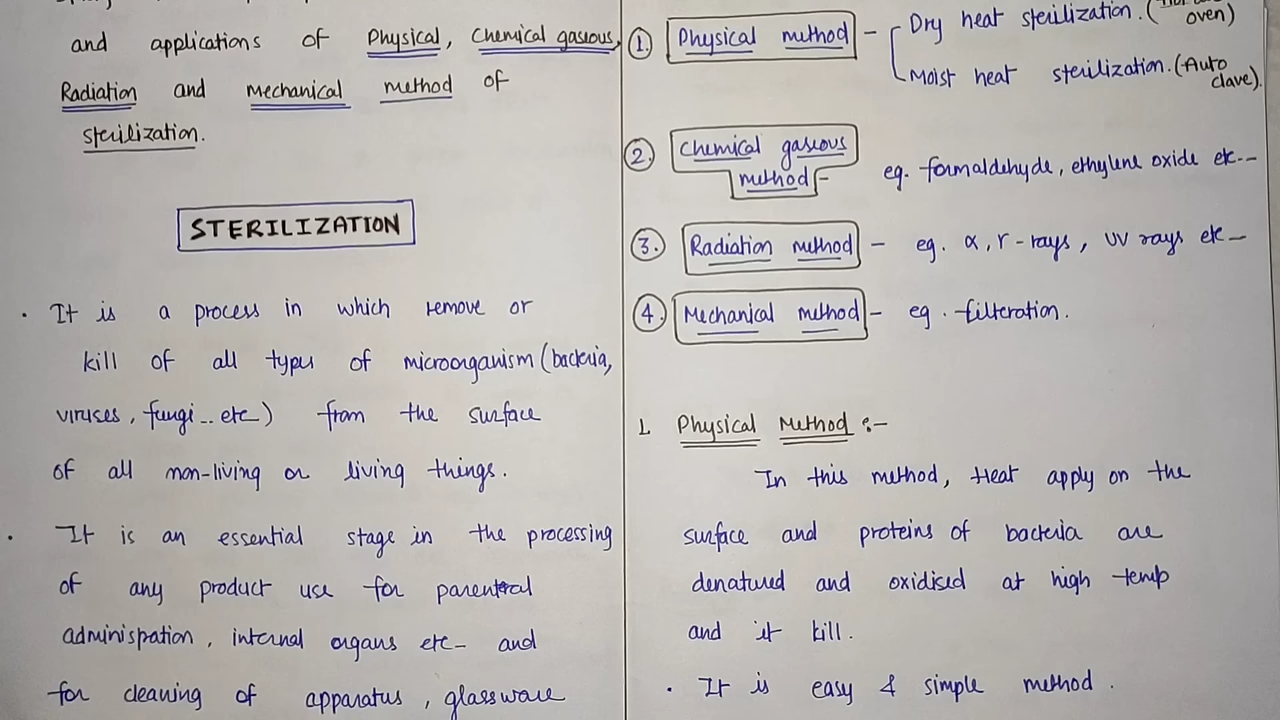 and applications of Physical, Chemical gaseous,
Radiation and Mechanical method of
sterilization.
STERILIZATION
· It is a process in which remove or
kill of all types of microorganism (bacteria,
viruses, fungi .. etc) from the surface
of all non-living or living things.
· It is an essential stage in the processing
of any product use for parentral
administration, internal organs etc- and
for cleaning of apparatus, glassware
1. Physical method - Dry heat sterilization. (
oven)
Moist heat sterilization. (Auto
clave).
2. Chemical gaseous
method - eg. formaldehyde, ethylene oxide etc--
3. Radiation method - eg. α, r-rays, UV rays etc-
4. Mechanical method - eg. filteration.
1. Physical Method :-
In this method, Heat apply on the
surface and proteins of bacteria are
denatured and oxidised at high temp
and it kill.
· It is easy & simple method.